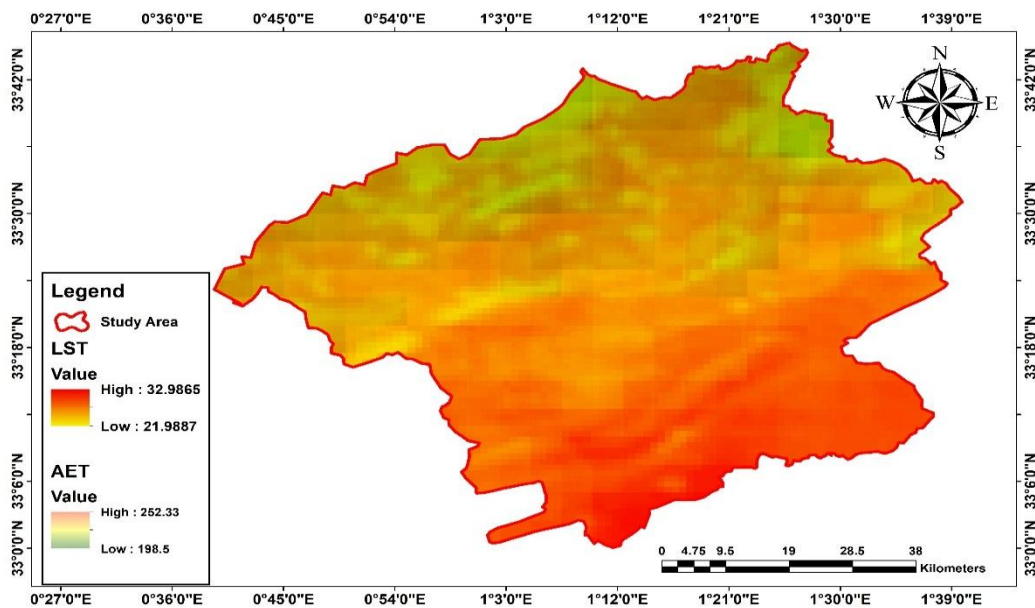 0°27'0"E 0°36'0"E 0°45'0"E 0°54'0"E 1°3'0"E 1°12'0"E 1°21'0"E 1°30'0"E 1°39'0"E
33°42'0"N 33°42'0"N
N
W E
S
33°30'0"N 33°30'0"N
Legend
Study Area
LST
Value
High : 32.9865
Low : 21.9887
33°18'0"N 33°18'0"N
AET
Value
High : 252.33
Low : 198.5
33°6'0"N 33°6'0"N
33°0'0"N 33°0'0"N
0 4.75 9.5 19 28.5 38
Kilometers
0°27'0"E 0°36'0"E 0°45'0"E 0°54'0"E 1°3'0"E 1°12'0"E 1°21'0"E 1°30'0"E 1°39'0"E